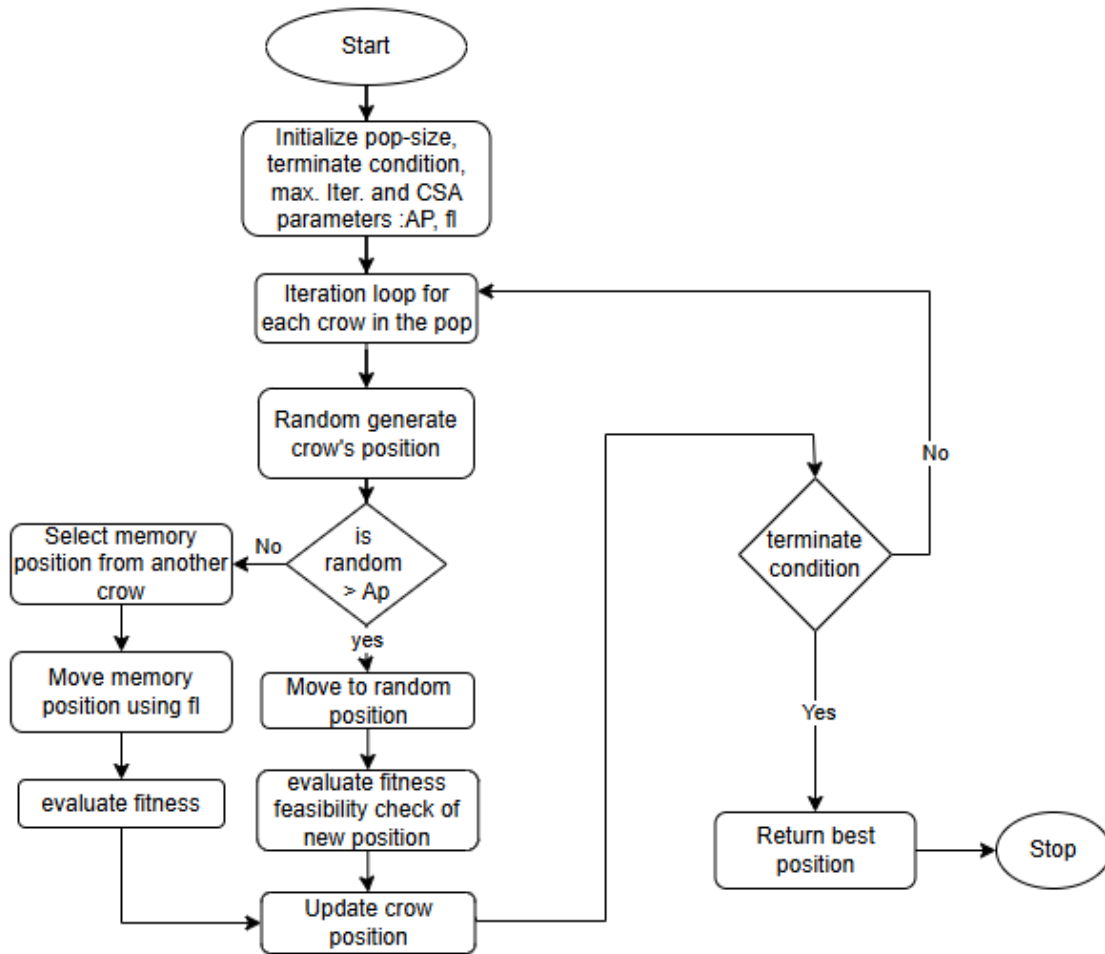 Start
Initialize pop-size,
terminate condition,
max. Iter. and CSA
parameters :AP, fl
Iteration loop for
each crow in the pop
Random generate
crow's position
is
random
> Ap
No
Select memory
position from another
crow
Move memory
position using fl
evaluate fitness
yes
Move to random
position
evaluate fitness
feasibility check of
new position
Update crow
position
terminate
condition
No
Yes
Return best
position
Stop